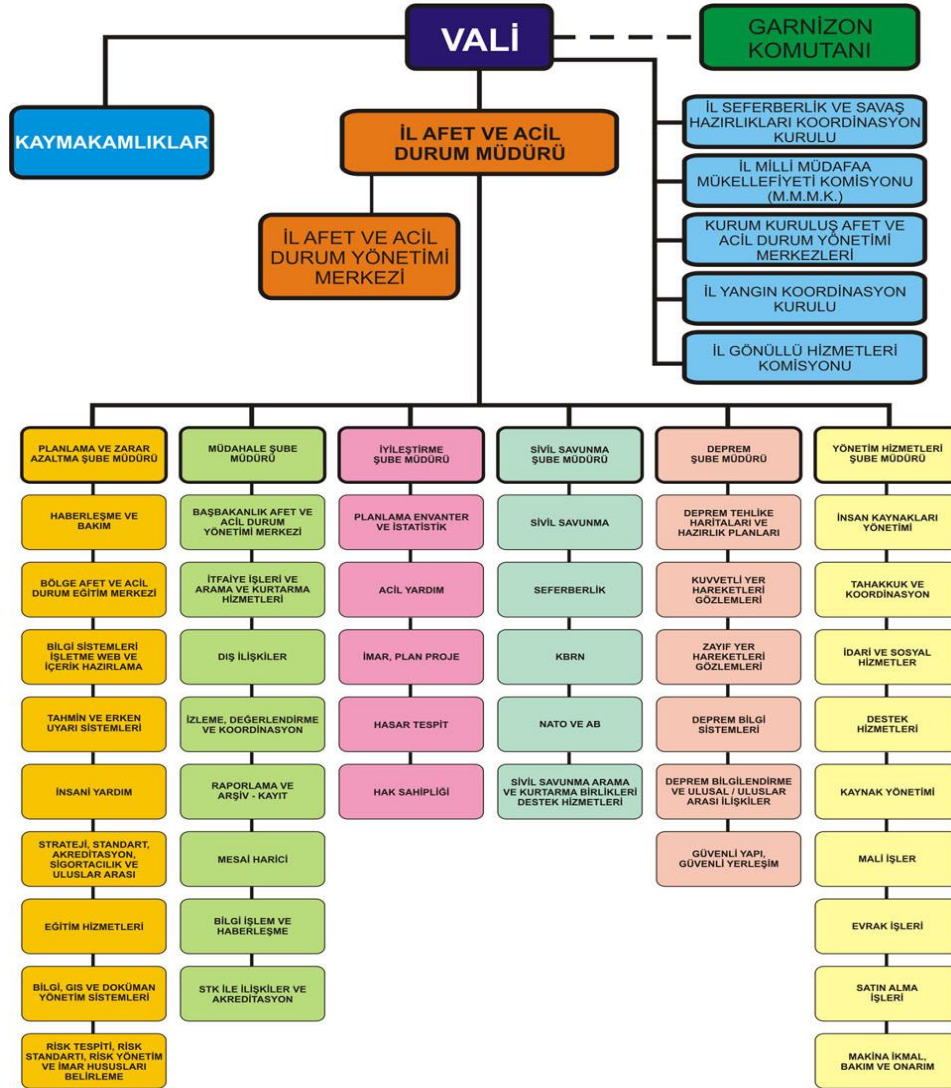 VALİ
GARNİZON
KOMUTANI
KAYMAKAMLIKLAR
İL AFET VE ACİL
DURUM MÜDÜRÜ
İL AFET VE ACİL
DURUM YÖNETİMİ
MERKEZİ
İL SEFERBERLİK VE SAVAŞ
HAZIRLIKLARI KOORDİNASYON
KURULU
İL MİLLİ MÜDAFAA
MÜKELLEFİYETİ KOMİSYONU
(M.M.M.K.)
KURUM KURULUŞ AFET VE
ACİL DURUM YÖNETİMİ
MERKEZLERİ
İL YANGIN KOORDİNASYON
KURULU
İL GÖNÜLLÜ HİZMETLERİ
KOMİSYONU
PLANLAMA VE ZARAR
AZALTMA ŞUBE MÜDÜRÜ
HABERLEŞME VE
BAKIM
BÖLGE AFET VE ACİL
DURUM EĞİTİM MERKEZİ
BİLGİ SİSTEMLERİ
İŞLETME WEB VE
İÇERİK HAZIRLAMA
TAHMİN VE ERKEN
UYARI SİSTEMLERİ
İNSANİ YARDIM
STRATEJİ, STANDART,
AKREDİTASYON,
SİGORTACILIK VE
ULUSLAR ARASI
EĞİTİM HİZMETLERİ
BİLGİ, GIS VE DOKÜMAN
YÖNETİM SİSTEMLERİ
RİSK TESPİTİ, RİSK
STANDARTI, RİSK YÖNETİM
VE İMAR HUSUSLARI
BELİRLEME
MÜDAHALE ŞUBE
MÜDÜRÜ
BAŞBAKANLIK AFET VE
ACİL DURUM
YÖNETİMİ MERKEZİ
İTFAİYE İŞLERİ VE
ARAMA VE KURTARMA
HİZMETLERİ
DIŞ İLİŞKİLER
İZLEME, DEĞERLENDİRME
VE KOORDİNASYON
RAPORLAMA VE
ARŞİV - KAYIT
MESAİ HARİCİ
BİLGİ İŞLEM VE
HABERLEŞME
STK İLE İLİŞKİLER VE
AKREDİTASYON
İYİLEŞTİRME
ŞUBE MÜDÜRÜ
PLANLAMA ENVANTER
VE İSTATİSTİK
ACİL YARDIM
İMAR, PLAN PROJE
HASAR TESPİT
HAK SAHİPLİĞİ
SİVİL SAVUNMA
ŞUBE MÜDÜRÜ
SİVİL SAVUNMA
SEFERBERLİK
KBRN
NATO VE AB
SİVİL SAVUNMA ARAMA
VE KURTARMA BİRLİKLERİ
DESTEK HİZMETLERİ
DEPREM
ŞUBE MÜDÜRÜ
DEPREM TEHLİKE
HARİTALARI VE
HAZIRLIK PLANLARI
KUVVETLİ YER
HAREKETLERİ
GÖZLEMLERİ
ZAYIF YER
HAREKETLERİ
GÖZLEMLERİ
DEPREM BİLGİ
SİSTEMLERİ
DEPREM BİLGİLENDİRME
VE ULUSAL / ULUSLAR
ARASI İLİŞKİLER
GÜVENLİ YAPI,
GÜVENLİ YERLEŞİM
YÖNETİM HİZMETLERİ
ŞUBE MÜDÜRÜ
İNSAN KAYNAKLARI
YÖNETİMİ
TAHAKKUK VE
KOORDİNASYON
İDARİ VE SOSYAL
HİZMETLER
DESTEK
HİZMETLERİ
KAYNAK YÖNETİMİ
MALİ İŞLER
EVRAK İŞLERİ
SATIN ALMA
İŞLERİ
MAKİNA İKMAL,
BAKIM VE ONARIM